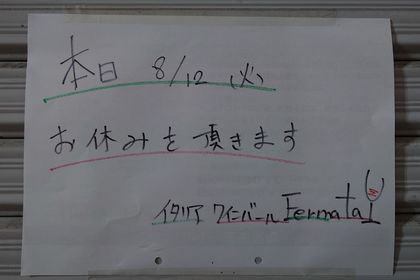 本日 8/12 (火)
お休みを頂きます
イタリアワインバール Fermata